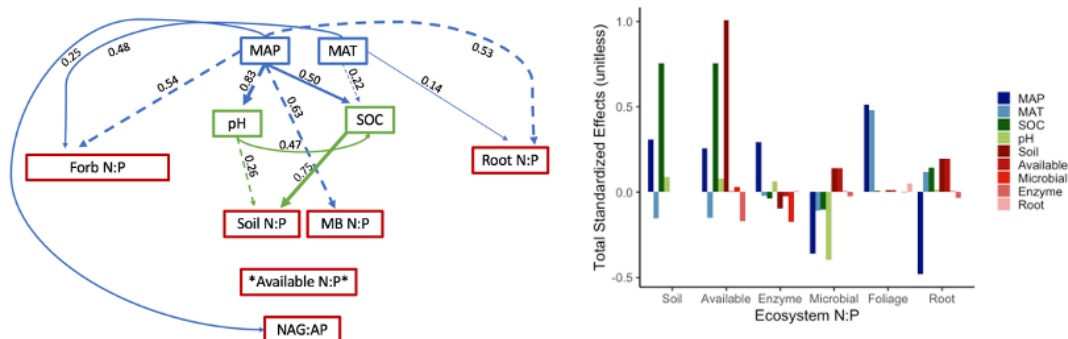 MAP
MAT
0.25
0.48
0.53
0.54
0.83
0.50
0.22
0.14
0.63
pH
SOC
0.47
Forb N:P
Root N:P
0.26
0.75
Soil N:P
MB N:P
*Available N:P*
NAG:AP
Total Standardized Effects (unitless)
1.0
0.5
0.0
-0.5
Soil
Available
Enzyme
Microbial
Foliage
Root
Ecosystem N:P
MAP
MAT
SOC
pH
Soil
Available
Microbial
Enzyme
Root